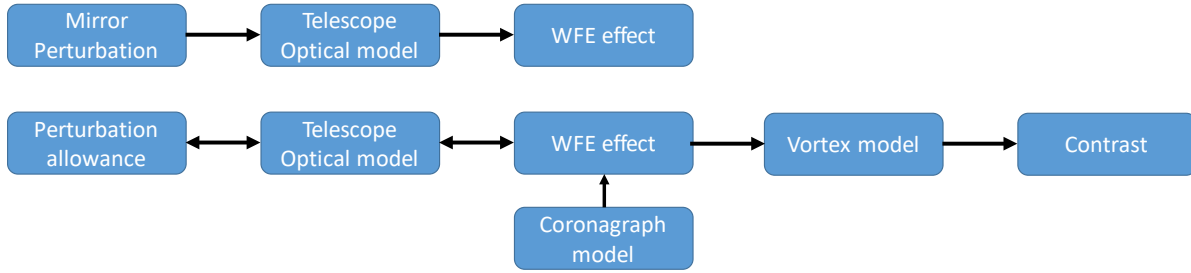 Mirror
Perturbation
Telescope
Optical model
WFE effect
Perturbation
allowance
Telescope
Optical model
WFE effect
Vortex model
Contrast
Coronagraph
model